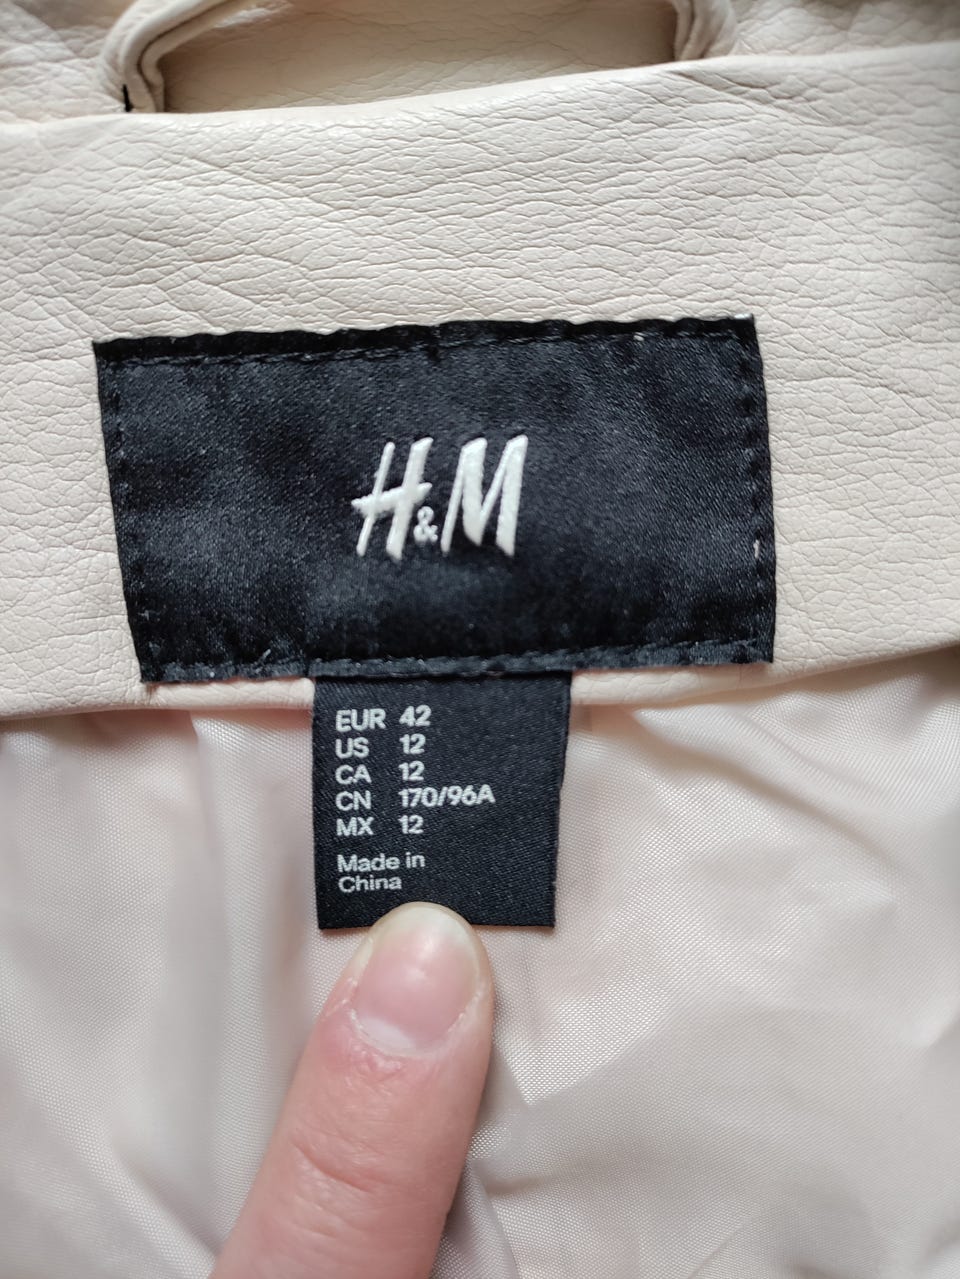 H&M
EUR 42
US 12
CA 12
CN 170/96A
MX 12
Made in
China